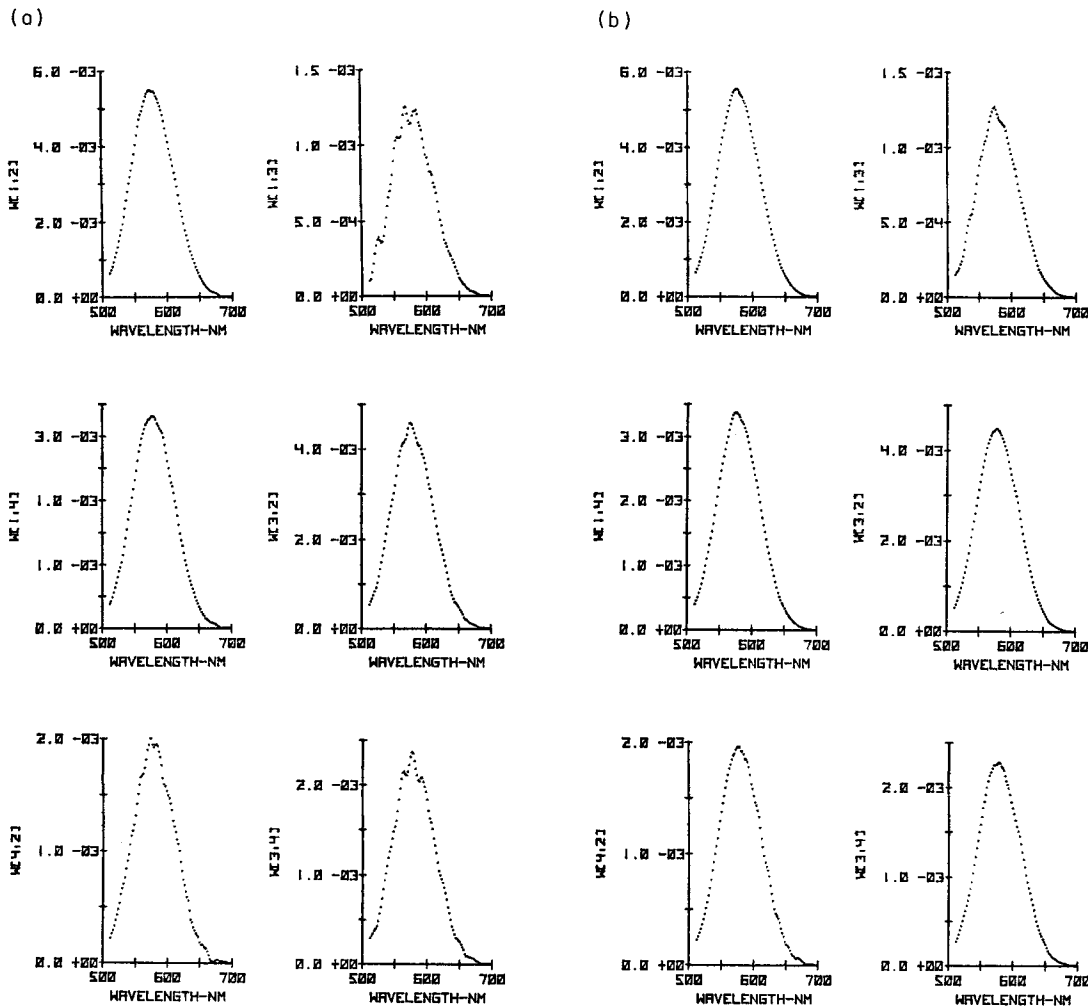 (a)
(b)
6.0 -03
4.0 -03
2.0 -03
0.0 +00
W[1,2]
500 600 700
WAVELENGTH-NM
1.5 -03
1.0 -03
5.0 -04
0.0 +00
W[1,3]
500 600 700
WAVELENGTH-NM
6.0 -03
4.0 -03
2.0 -03
0.0 +00
W[1,2]
500 600 700
WAVELENGTH-NM
1.5 -03
1.0 -03
5.0 -04
0.0 +00
W[1,3]
500 600 700
WAVELENGTH-NM
3.0 -03
1.0 -03
1.0 -03
0.0 +00
W[1,4]
500 600 700
WAVELENGTH-NM
4.0 -03
2.0 -03
0.0 +00
W[3,2]
500 600 700
WAVELENGTH-NM
3.0 -03
2.0 -03
1.0 -03
0.0 +00
W[1,4]
500 600 700
WAVELENGTH-NM
4.0 -03
2.0 -03
0.0 +00
W[3,2]
500 600 700
WAVELENGTH-NM
2.0 -03
1.0 -03
0.0 +00
W[4,2]
500 600 700
WAVELENGTH-NM
2.0 -03
1.0 -03
0.0 +00
W[3,4]
500 600 700
WAVELENGTH-NM
2.0 -03
1.0 -03
0.0 +00
W[4,2]
500 600 700
WAVELENGTH-NM
2.0 -03
1.0 -03
0.0 +00
W[3,4]
500 600 700
WAVELENGTH-NM